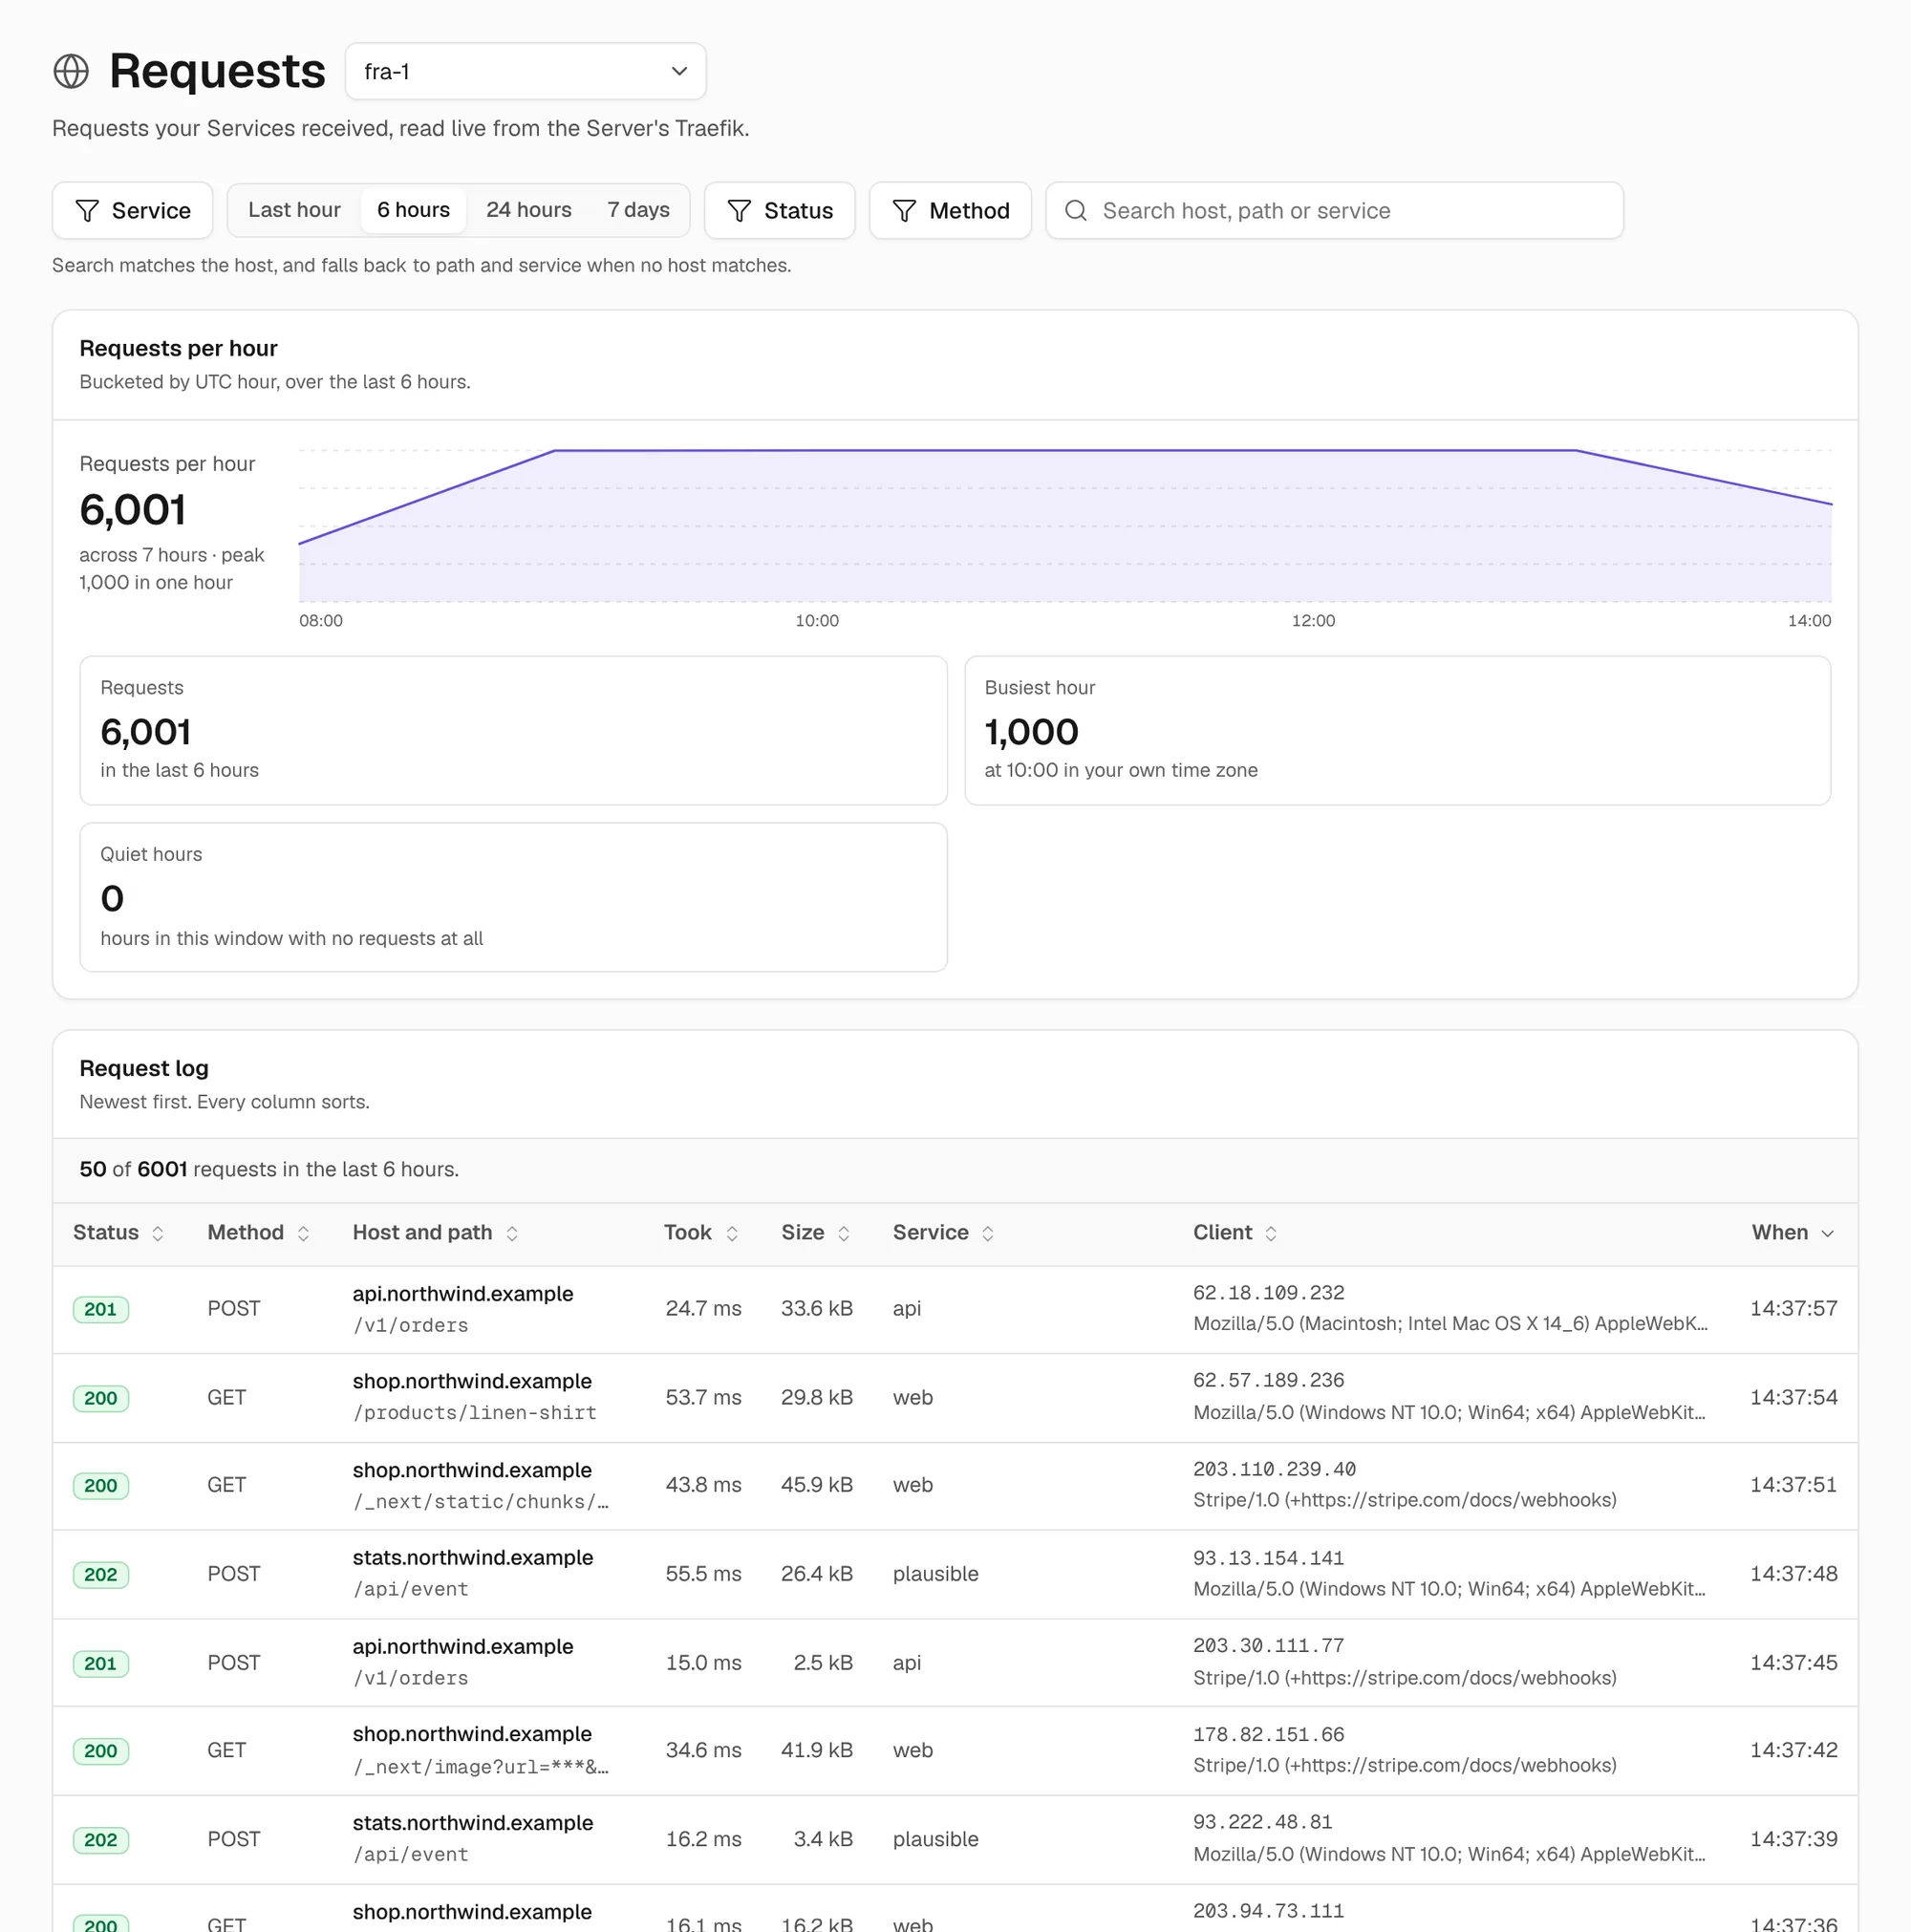 Requests
fra-1
Requests your Services received, read live from the Server's Traefik.
Service
Last hour
6 hours
24 hours
7 days
Status
Method
Search host, path or service
Search matches the host, and falls back to path and service when no host matches.
Requests per hour
Bucketed by UTC hour, over the last 6 hours.
Requests per hour
6,001
across 7 hours · peak
1,000 in one hour
08:00 10:00 12:00 14:00
Requests
6,001
in the last 6 hours
Busiest hour
1,000
at 10:00 in your own time zone
Quiet hours
0
hours in this window with no requests at all
Request log
Newest first. Every column sorts.
50 of 6001 requests in the last 6 hours.
Status Method Host and path Took Size Service Client When
201 POST api.northwind.example 24.7 ms 33.6 kB api 62.18.109.232 14:37:57
/v1/orders Mozilla/5.0 (Macintosh; Intel Mac OS X 14_6) AppleWebK...
200 GET shop.northwind.example 53.7 ms 29.8 kB web 62.57.189.236 14:37:54
/products/linen-shirt Mozilla/5.0 (Windows NT 10.0; Win64; x64) AppleWebKit...
200 GET shop.northwind.example 43.8 ms 45.9 kB web 203.110.239.40 14:37:51
/_next/static/chunks/... Stripe/1.0 (+https://stripe.com/docs/webhooks)
202 POST stats.northwind.example 55.5 ms 26.4 kB plausible 93.13.154.141 14:37:48
/api/event Mozilla/5.0 (Windows NT 10.0; Win64; x64) AppleWebKit...
201 POST api.northwind.example 15.0 ms 2.5 kB api 203.30.111.77 14:37:45
/v1/orders Stripe/1.0 (+https://stripe.com/docs/webhooks)
200 GET shop.northwind.example 34.6 ms 41.9 kB web 178.82.151.66 14:37:42
/_next/image?url=***&... Stripe/1.0 (+https://stripe.com/docs/webhooks)
202 POST stats.northwind.example 16.2 ms 3.4 kB plausible 93.222.48.81 14:37:39
/api/event Mozilla/5.0 (Windows NT 10.0; Win64; x64) AppleWebKit...
200 GET shop.northwind.example 16.1 ms 16.2 kB web 203.94.73.111 14:37:36